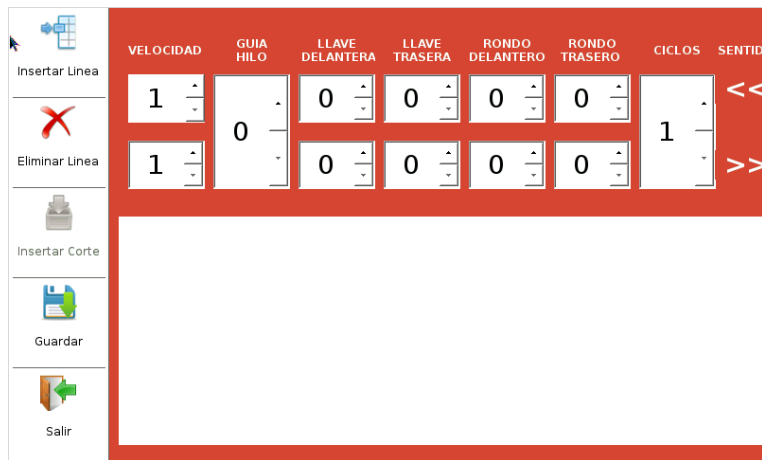 Insertar Linea
Eliminar Linea
Insertar Corte
Guardar
Salir
VELOCIDAD
GUIA
HILO
LLAVE
DELANTERA
LLAVE
TRASERA
RONDO
DELANTERO
RONDO
TRASERO
CICLOS
SENTID
1 0 0 0 0 0 1 <<
1 0 0 0 0 >>